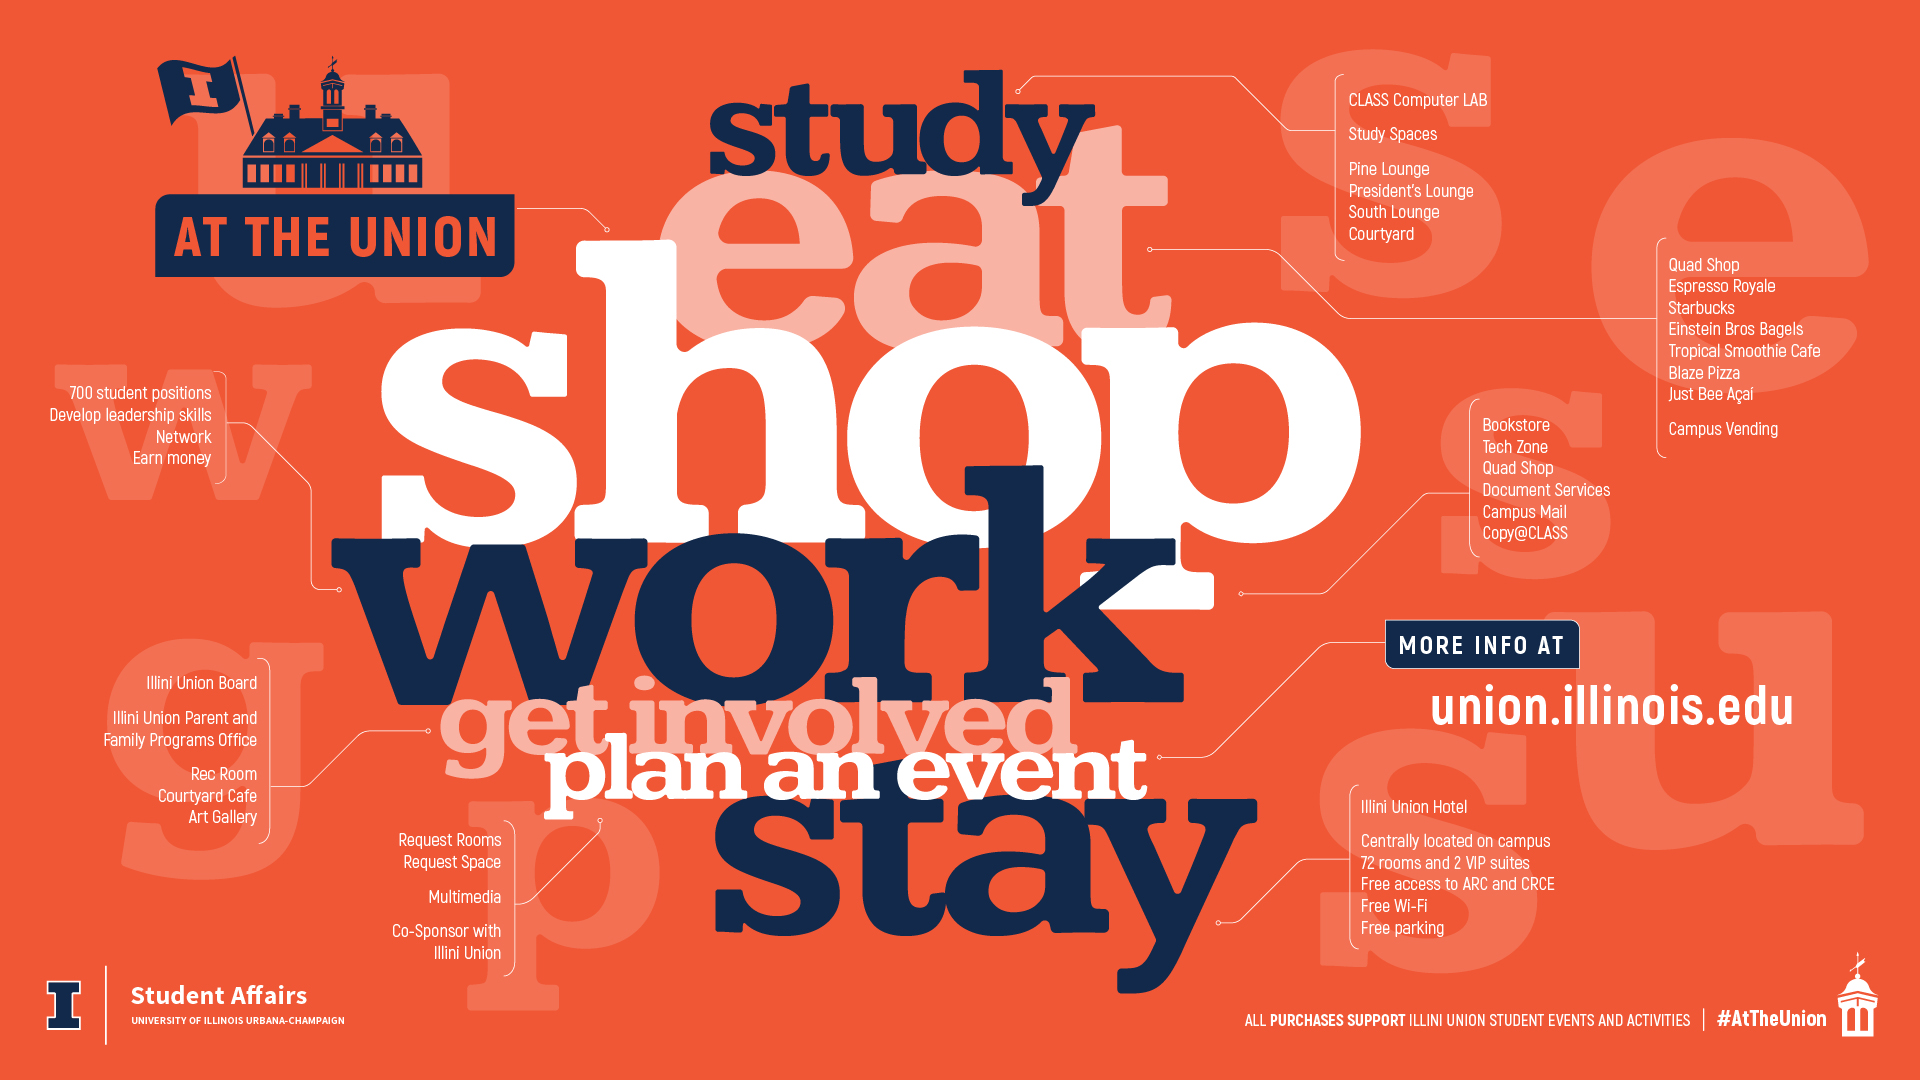 AT THE UNION
study
eat
shop
work
get involved
plan an event
stay
CLASS Computer LAB
Study Spaces
Pine Lounge
President's Lounge
South Lounge
Courtyard
Quad Shop
Espresso Royale
Starbucks
Einstein Bros Bagels
Tropical Smoothie Cafe
Blaze Pizza
Just Bee Açaí
Campus Vending
Bookstore
Tech Zone
Quad Shop
Document Services
Campus Mail
Copy@CLASS
700 student positions
Develop leadership skills
Network
Earn money
Illini Union Board
Illini Union Parent and
Family Programs Office
Rec Room
Courtyard Cafe
Art Gallery
Request Rooms
Request Space
Multimedia
Co-Sponsor with
Illini Union
MORE INFO AT
union.illinois.edu
Illini Union Hotel
Centrally located on campus
72 rooms and 2 VIP suites
Free access to ARC and CRCE
Free Wi-Fi
Free parking
u
s
e
w
s
g
u
p
s
I
I
Student Affairs
UNIVERSITY OF ILLINOIS URBANA-CHAMPAIGN
ALL PURCHASES SUPPORT ILLINI UNION STUDENT EVENTS AND ACTIVITIES
#AtTheUnion